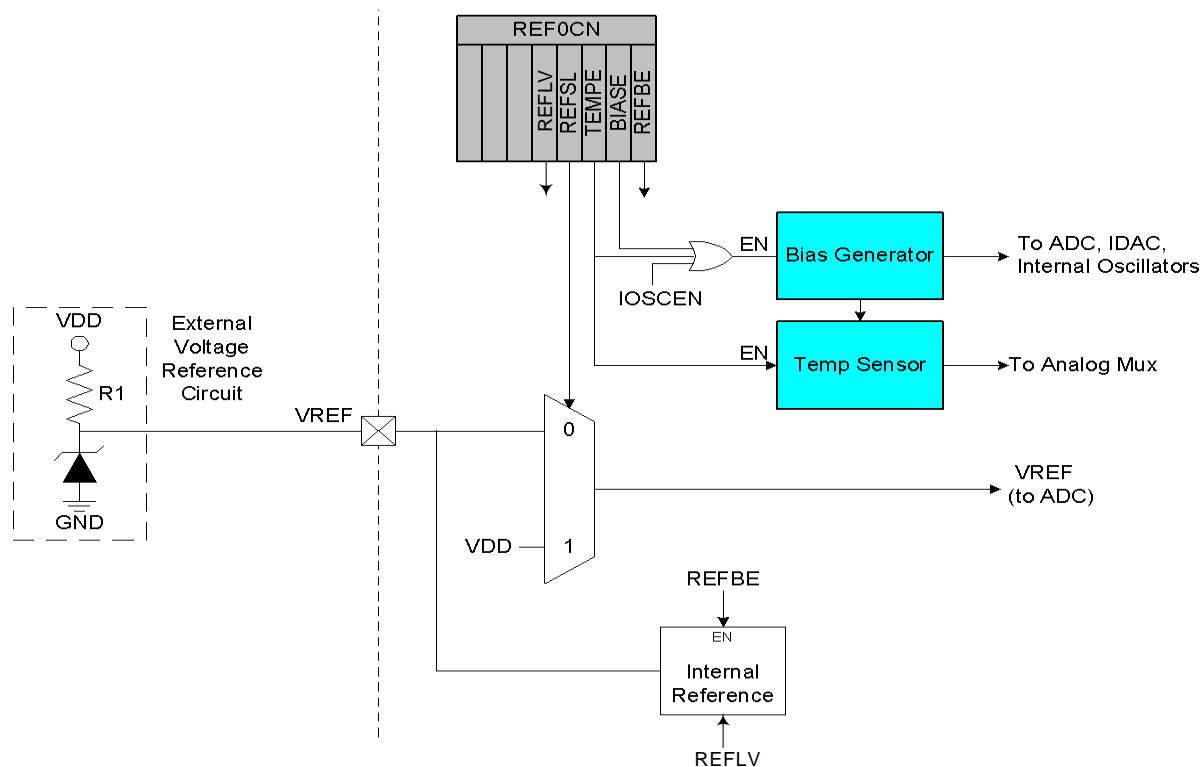 REF0CN
REFLV
REFSL
TEMPE
BIASE
REFBE
EN
Bias Generator
To ADC, IDAC,
Internal Oscillators
IOSCEN
EN
Temp Sensor
To Analog Mux
VDD
R1
GND
External
Voltage
Reference
Circuit
VREF
0
VREF
(to ADC)
VDD
1
REFBE
EN
Internal
Reference
REFLV